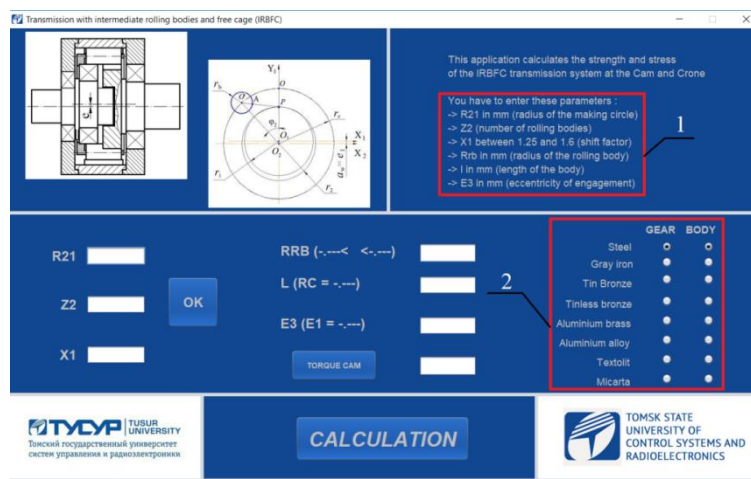 Transmission with intermediate rolling bodies and free cage (IRBFC)
This application calculates the strength and stress
of the IRBFC transmission system at the Cam and Crone
You have to enter these parameters :
-> R21 in mm (radius of the making circle)
-> Z2 (number of rolling bodies)
-> X1 between 1.25 and 1.6 (shift factor)
-> Rrb in mm (radius of the rolling body)
-> l in mm (length of the body)
-> E3 in mm (eccentricity of engagement)
1
GEAR BODY
Steel
Gray iron
Tin Bronze
Tinless bronze
Aluminium brass
Aluminium alloy
Textolit
Micarta
2
R21
Z2
X1
OK
RRB (-.---< <-.---)
L (RC = -.---)
E3 (E1 = -.---)
TORQUE CAM
CALCULATION
ТУСУР TUSUR UNIVERSITY
Томский государственный университет
систем управления и радиоэлектроники
TOMSK STATE
UNIVERSITY OF
CONTROL SYSTEMS AND
RADIOELECTRONICS